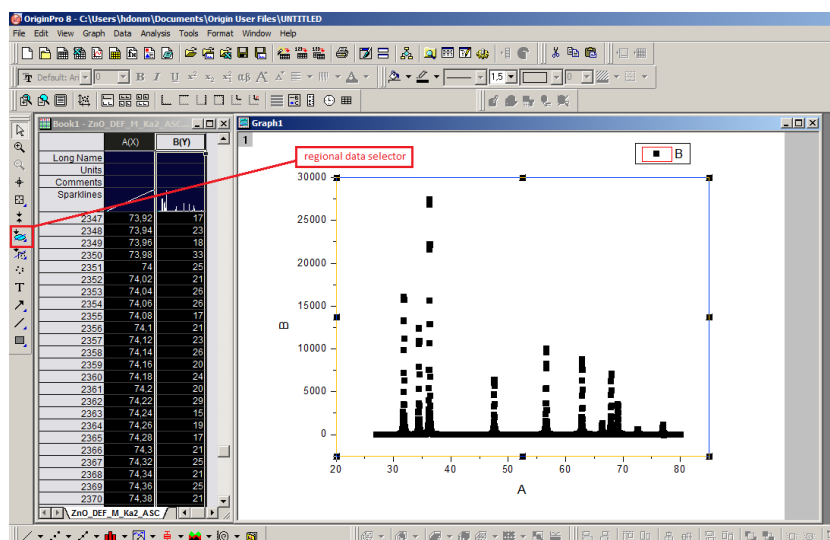 OriginPro 8 - C:\Users\hdonm\Documents\Origin User Files\UNTITLED
File Edit View Graph Data Analysis Tools Format Window Help
Default: Ari 0 B I U x² x₂ αβ A A 1,5 0
Book1 - ZnO_DEF_M_Ka2_ASC...
A(X) B(Y)
Long Name
Units
Comments
Sparklines
2347 73,92 17
2348 73,94 23
2349 73,96 18
2350 73,98 33
2351 74 25
2352 74,02 21
2353 74,04 26
2354 74,06 26
2355 74,08 17
2356 74,1 21
2357 74,12 23
2358 74,14 26
2359 74,16 20
2360 74,18 24
2361 74,2 20
2362 74,22 29
2363 74,24 15
2364 74,26 19
2365 74,28 17
2366 74,3 21
2367 74,32 25
2368 74,34 21
2369 74,36 25
2370 74,38 21
ZnO_DEF_M_Ka2_ASC
T
Graph1
1
regional data selector
B
30000
25000
20000
15000
10000
5000
0
B
20 30 40 50 60 70 80
A